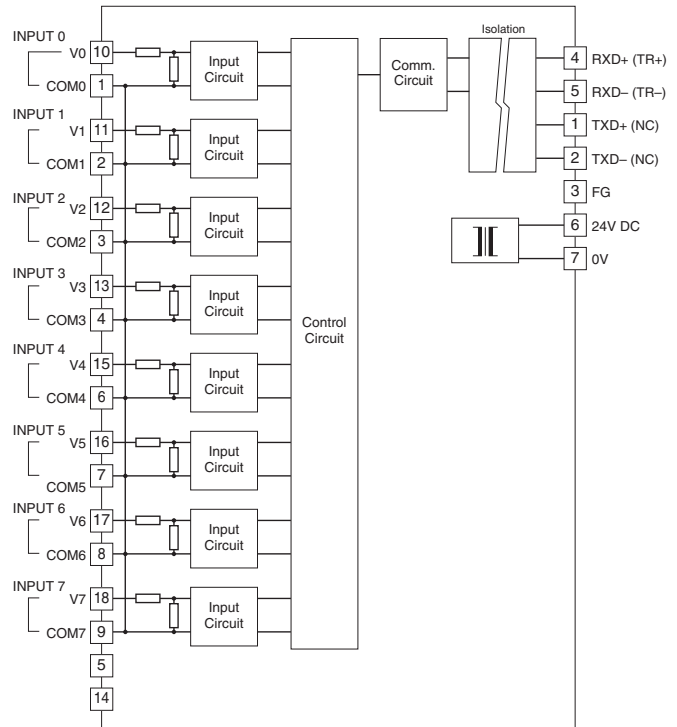 INPUT 0
V0 10
COM0 1
Input
Circuit
INPUT 1
V1 11
COM1 2
Input
Circuit
INPUT 2
V2 12
COM2 3
Input
Circuit
INPUT 3
V3 13
COM3 4
Input
Circuit
INPUT 4
V4 15
COM4 6
Input
Circuit
INPUT 5
V5 16
COM5 7
Input
Circuit
INPUT 6
V6 17
COM6 8
Input
Circuit
INPUT 7
V7 18
COM7 9
Input
Circuit
5
14
Control
Circuit
Comm.
Circuit
Isolation
4 RXD+ (TR+)
5 RXD– (TR–)
1 TXD+ (NC)
2 TXD– (NC)
3 FG
6 24V DC
7 0V